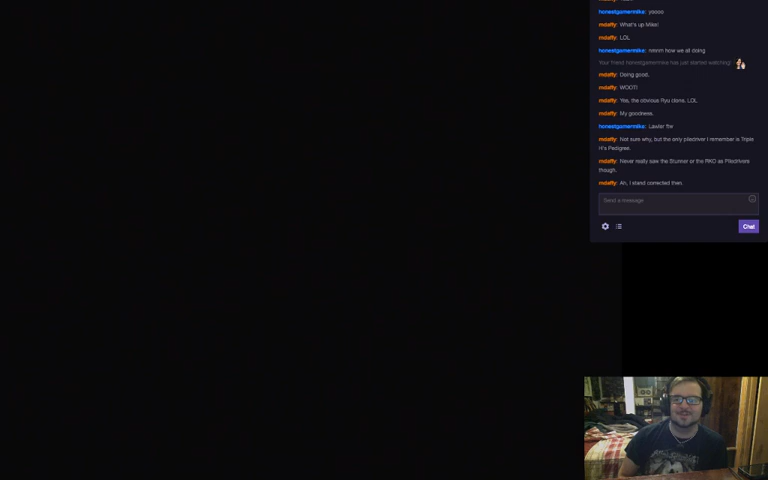 honestgamermike: yoooo
mdaffy: What's up Mike!
mdaffy: LOL
honestgamermike: nmnm how we all doing
Your friend honestgamermike has just started watching
mdaffy: Doing good.
mdaffy: WOOT!
mdaffy: Yes, the obvious Ryu clone, LOL.
mdaffy: My goodness.
honestgamermike: Lawler for
mdaffy: Not sure why, but the only piledriver I remember is Triple
H's Pedigree.
mdaffy: Never really saw the Stunner or the RKO as Piledrivers
though.
mdaffy: Ah, I stand corrected then.
Send a message
Chat